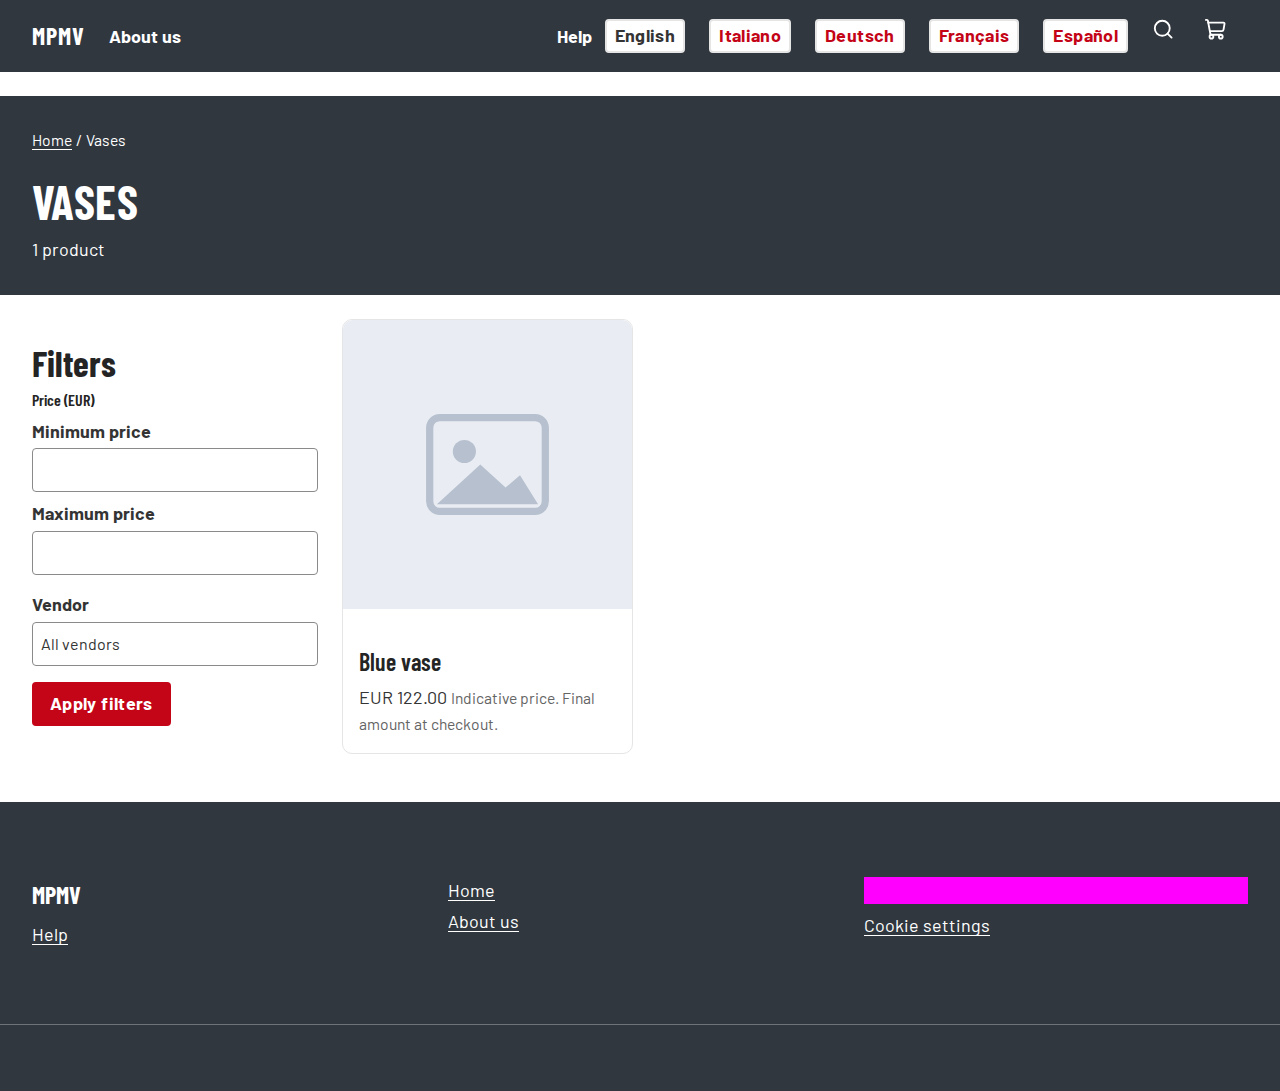 MPMV About us Help English Italiano Deutsch Français Español
Home / Vases
VASES
1 product
Filters
Price (EUR)
Minimum price
Maximum price
Vendor
All vendors
Apply filters
Blue vase
EUR 122.00 Indicative price. Final
amount at checkout.
MPMV
Help
Home
About us
Cookie settings